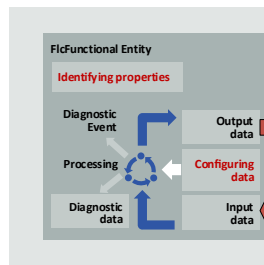 FlcFunctional Entity
Identifying properties
Diagnostic
Event
Output
data
Processing
Configuring
data
Diagnostic
data
Input
data